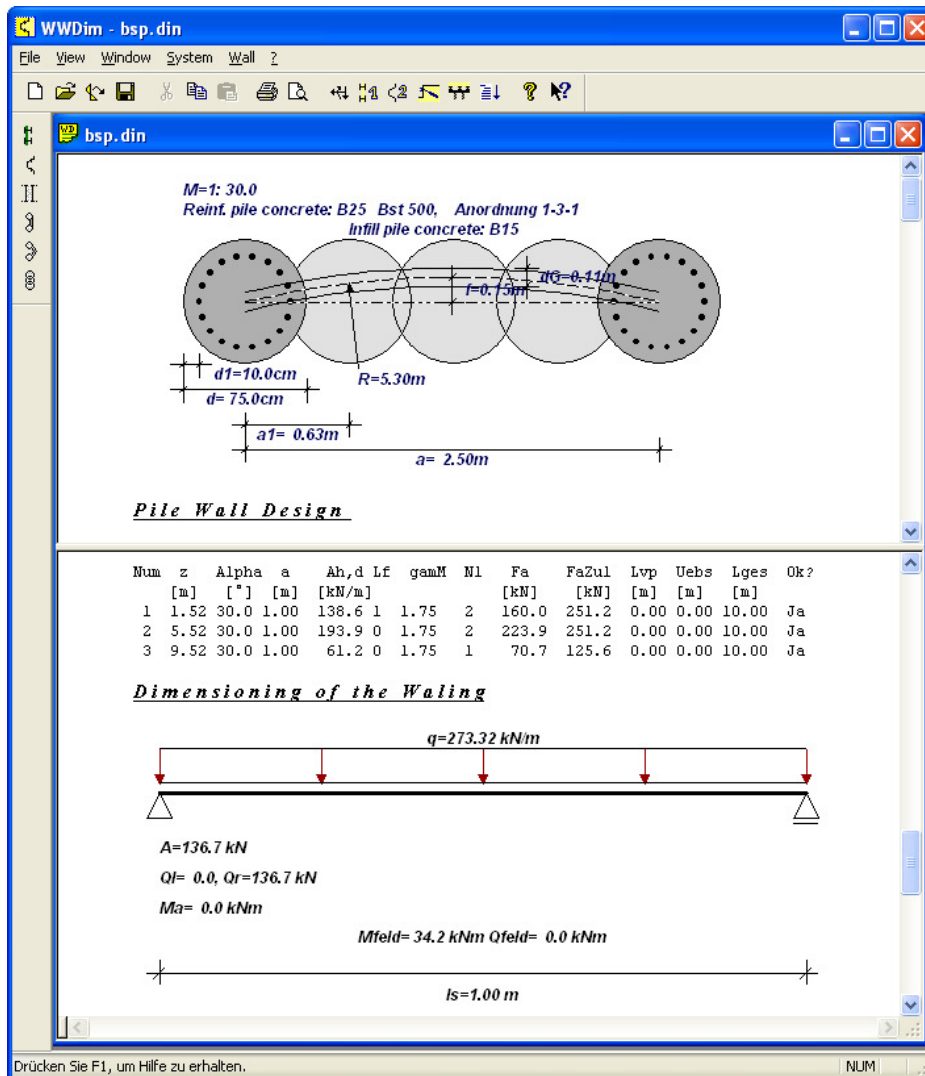 WWDim - bsp.din
File View Window System Wall ?
bsp.din
M=1: 30.0
Reinf. pile concrete: B25 Bst 500, Anordnung 1-3-1
Infill pile concrete: B15
dG=0.11m
f=0.15m
d1=10.0cm
R=5.30m
d= 75.0cm
a1= 0.63m
a= 2.50m
Pile Wall Design
Num z Alpha a Ah,d Lf gamM Nl Fa FaZul Lvp Uebs Lges Ok?
[m] [°] [m] [kN/m] [kN] [kN] [m] [m] [m]
1 1.52 30.0 1.00 138.6 1 1.75 2 160.0 251.2 0.00 0.00 10.00 Ja
2 5.52 30.0 1.00 193.9 0 1.75 2 223.9 251.2 0.00 0.00 10.00 Ja
3 9.52 30.0 1.00 61.2 0 1.75 1 70.7 125.6 0.00 0.00 10.00 Ja
Dimensioning of the Waling
q=273.32 kN/m
A=136.7 kN
Ql= 0.0, Qr=136.7 kN
Ma= 0.0 kNm
Mfeld= 34.2 kNm Qfeld= 0.0 kNm
ls=1.00 m
Drücken Sie F1, um Hilfe zu erhalten.
NUM